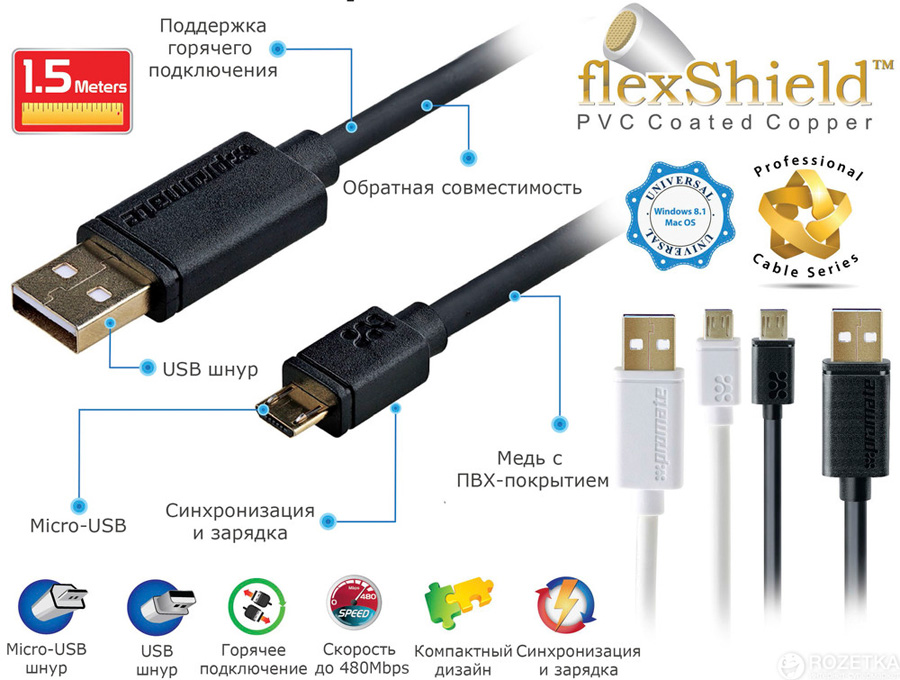 Поддержка
горячего
подключения
1.5 Meters
flexShield™
PVC Coated Copper
promate
Обратная совместимость
UNIVERSAL
Windows 8.1
Mac OS
UNIVERSAL
Professional
Cable Series
USB шнур
Медь с
ПВХ-покрытием
promate
promate
Micro-USB
Синхронизация
и зарядка
Micro-USB
шнур
USB
шнур
Горячее
подключение
Mbps
0
480
SPEED
Скорость
до 480Mbps
Компактный
дизайн
Синхронизация
и зарядка
ROZETKA